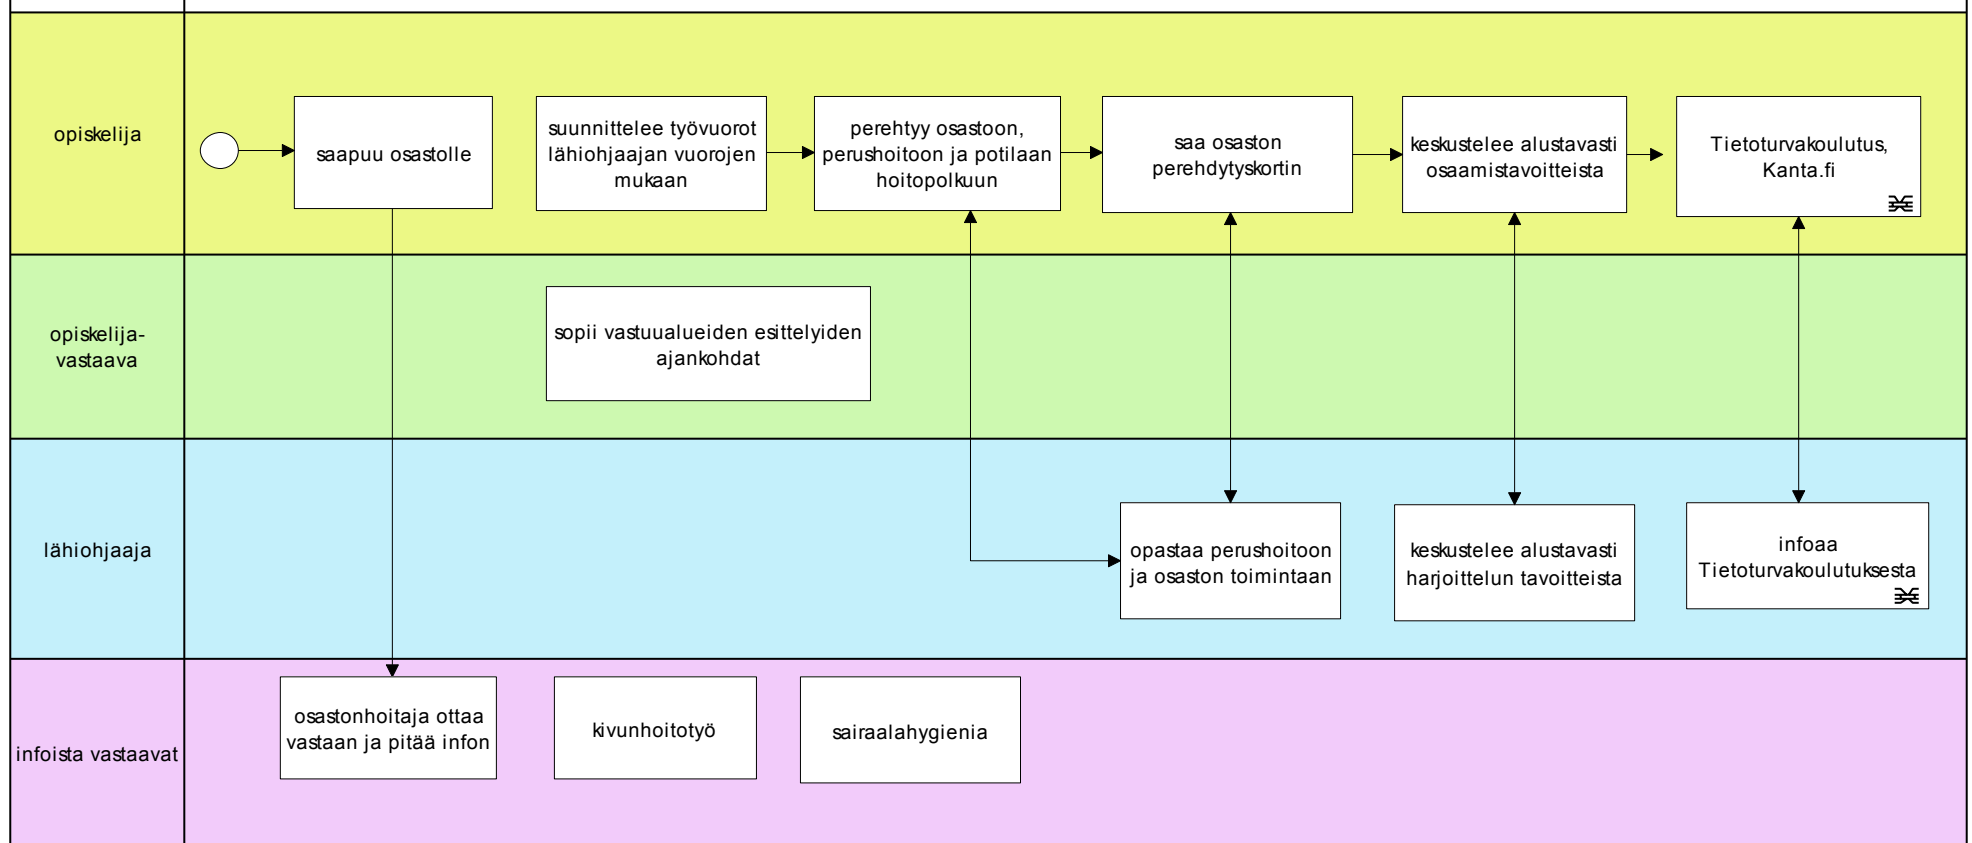 opiskelija
saapuu osastolle
suunnittelee työvuorot
lähiohjaajan vuorojen
mukaan
perehtyy osastoon,
perushoitoon ja potilaan
hoitopolkuun
saa osaston
perehdytyskortin
keskustelee alustavasti
osaamistavoitteista
Tietoturvakoulutus,
Kanta.fi
opiskelija-
vastaava
sopii vastuualueiden esittelyiden
ajankohdat
lähiohjaaja
opastaa perushoitoon
ja osaston toimintaan
keskustelee alustavasti
harjoittelun tavoitteista
infoaa
Tietoturvakoulutuksesta
infoista vastaavat
osastonhoitaja ottaa
vastaan ja pitää infon
kivunhoitotyö
sairaalahygienia